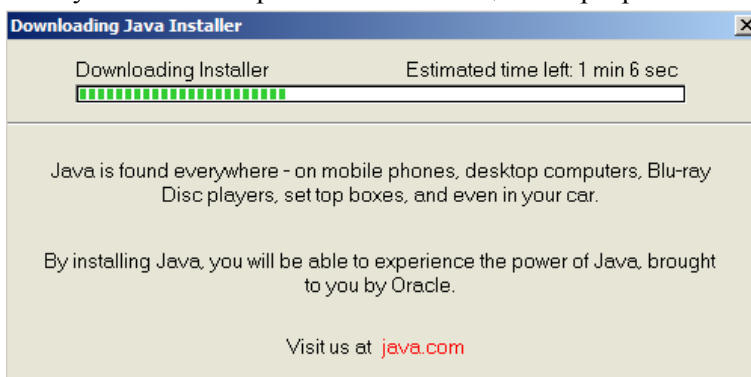 Downloading Java Installer
Downloading Installer Estimated time left: 1 min 6 sec
Java is found everywhere - on mobile phones, desktop computers, Blu-ray
Disc players, set top boxes, and even in your car.
By installing Java, you will be able to experience the power of Java, brought
to you by Oracle.
Visit us at java.com